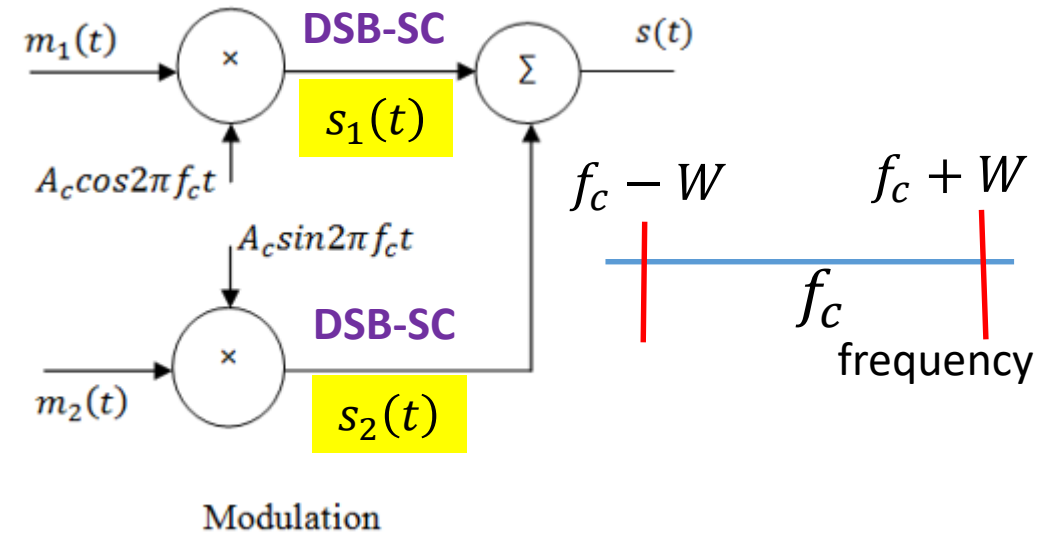 DSB-SC
m₁(t)
×
∑
s(t)
s₁(t)
A_c cos2πf_c t
f_c − W
f_c + W
A_c sin2πf_c t
f_c
DSB-SC
frequency
×
m₂(t)
s₂(t)
Modulation